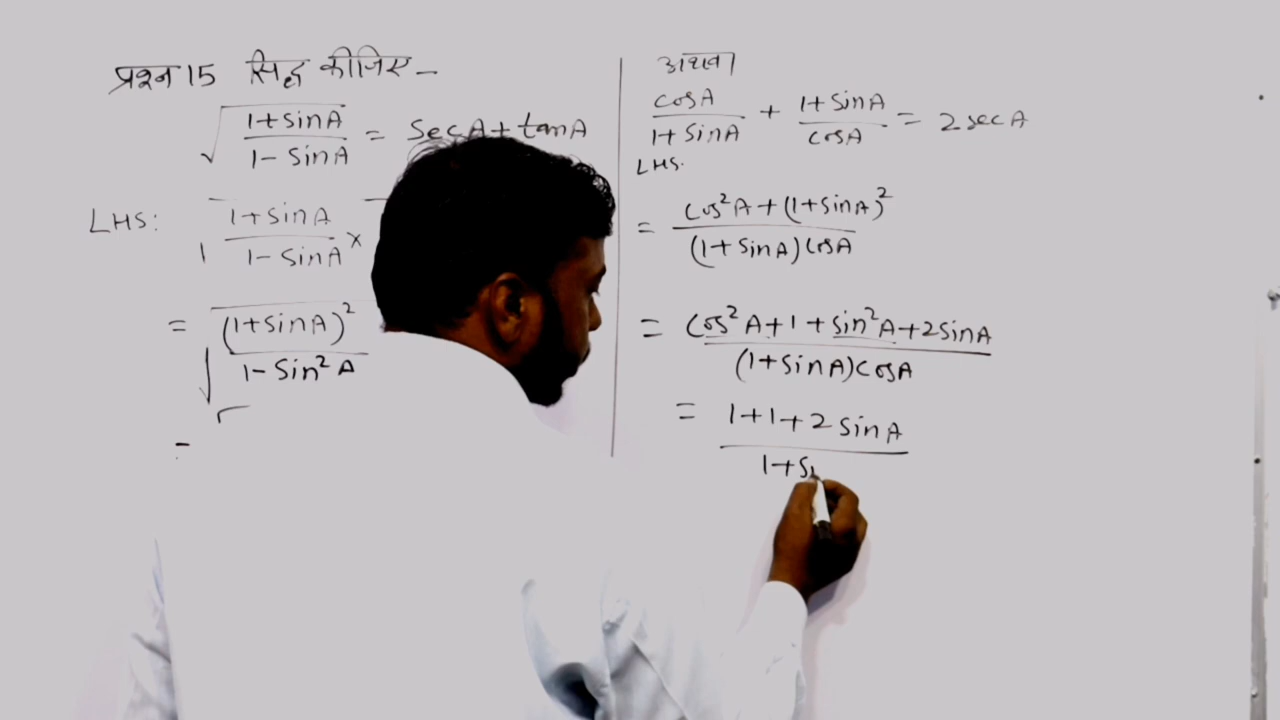 प्रश्न 15 सिद्ध कीजिए –
√(1+sinA)/(1-sinA) = secA+tanA
LHS: √(1+sinA)/(1-sinA) ×
= √(1+sinA)²/(1-sin²A)
=
अथवा
cosA/(1+sinA) + (1+sinA)/cosA = 2secA
LHS.
= (cos²A+(1+sinA)²)/((1+sinA)cosA)
= (cos²A+1+sin²A+2sinA)/((1+sinA)cosA)
= (1+1+2sinA)/(1+s